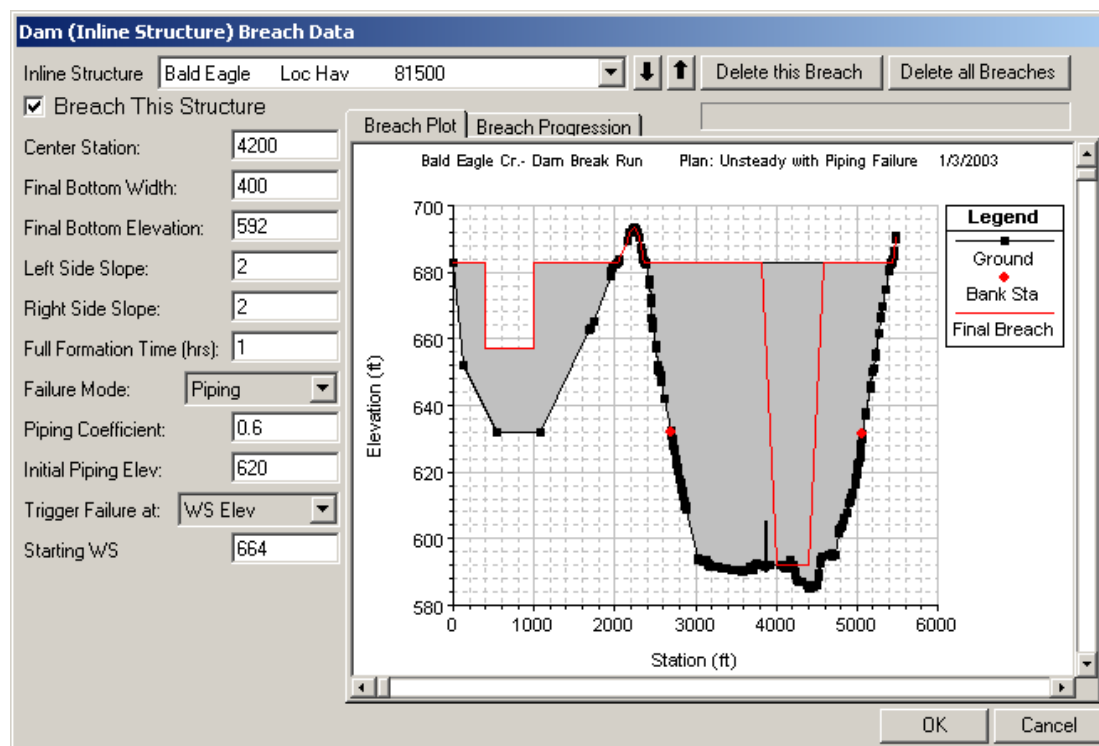 Dam (Inline Structure) Breach Data
Inline Structure Bald Eagle Loc Hav 81500 Delete this Breach Delete all Breaches
Breach This Structure
Center Station: 4200
Final Bottom Width: 400
Final Bottom Elevation: 592
Left Side Slope: 2
Right Side Slope: 2
Full Formation Time (hrs): 1
Failure Mode: Piping
Piping Coefficient: 0.6
Initial Piping Elev: 620
Trigger Failure at: WS Elev
Starting WS 664
Breach Plot Breach Progression
Bald Eagle Cr.- Dam Break Run Plan: Unsteady with Piping Failure 1/3/2003
700
680
660
640
620
600
580
Elevation (ft)
0 1000 2000 3000 4000 5000 6000
Station (ft)
Legend
Ground
Bank Sta
Final Breach
OK Cancel